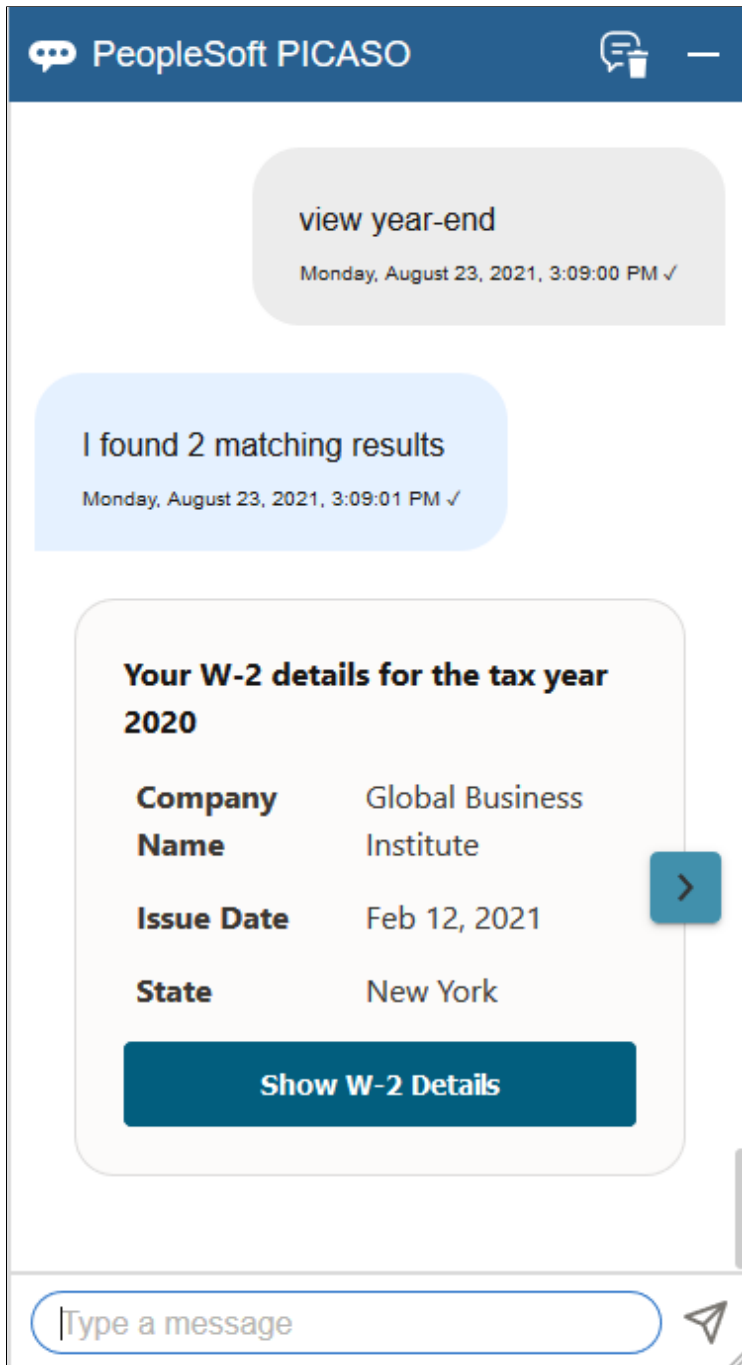 PeopleSoft PICASO
view year-end
Monday, August 23, 2021, 3:09:00 PM ✓
I found 2 matching results
Monday, August 23, 2021, 3:09:01 PM ✓
Your W-2 details for the tax year
2020
Company Global Business
Name Institute
Issue Date Feb 12, 2021
State New York
Show W-2 Details
Type a message